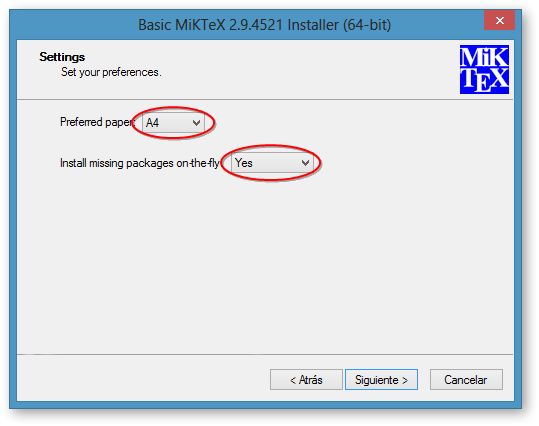 Basic MiKTeX 2.9.4521 Installer (64-bit)
Settings
Set your preferences.
MiK
TEX
Preferred paper:
A4
Install missing packages on-the-fly
Yes
< Atrás
Siguiente >
Cancelar